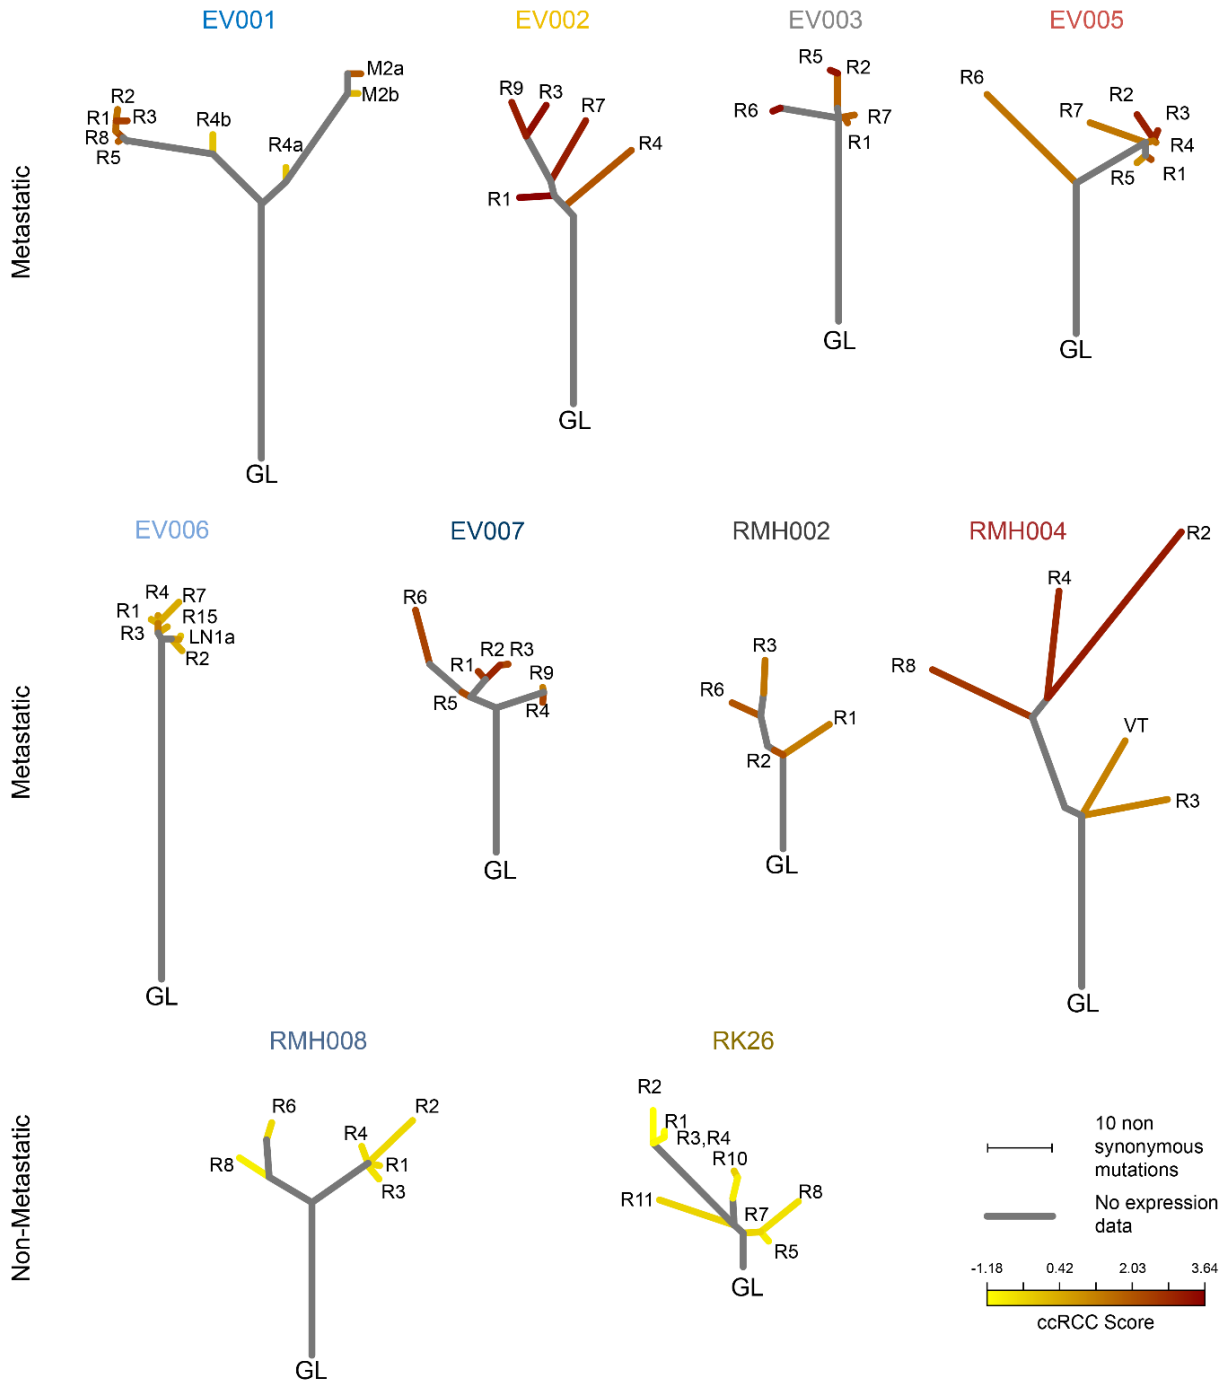 EV001
EV002
EV003
EV005
Metastatic
R2
R1
R3
R8
R5
R4b
R4a
M2a
M2b
GL
R9
R3
R7
R4
R1
GL
R5
R2
R6
R7
R1
GL
R6
R7
R2
R3
R4
R5
R1
GL
EV006
EV007
RMH002
RMH004
Metastatic
R4
R7
R1
R15
R3
LN1a
R2
GL
R6
R1
R2
R3
R5
R9
R4
GL
R3
R6
R1
R2
GL
R2
R4
R8
VT
R3
GL
RMH008
RK26
Non-Metastatic
R6
R2
R4
R8
R1
R3
GL
R2
R1
R3,R4
R10
R11
R7
R8
R5
GL
10 non
synonymous
mutations
No expression
data
-1.18 0.42 2.03 3.64
ccRCC Score